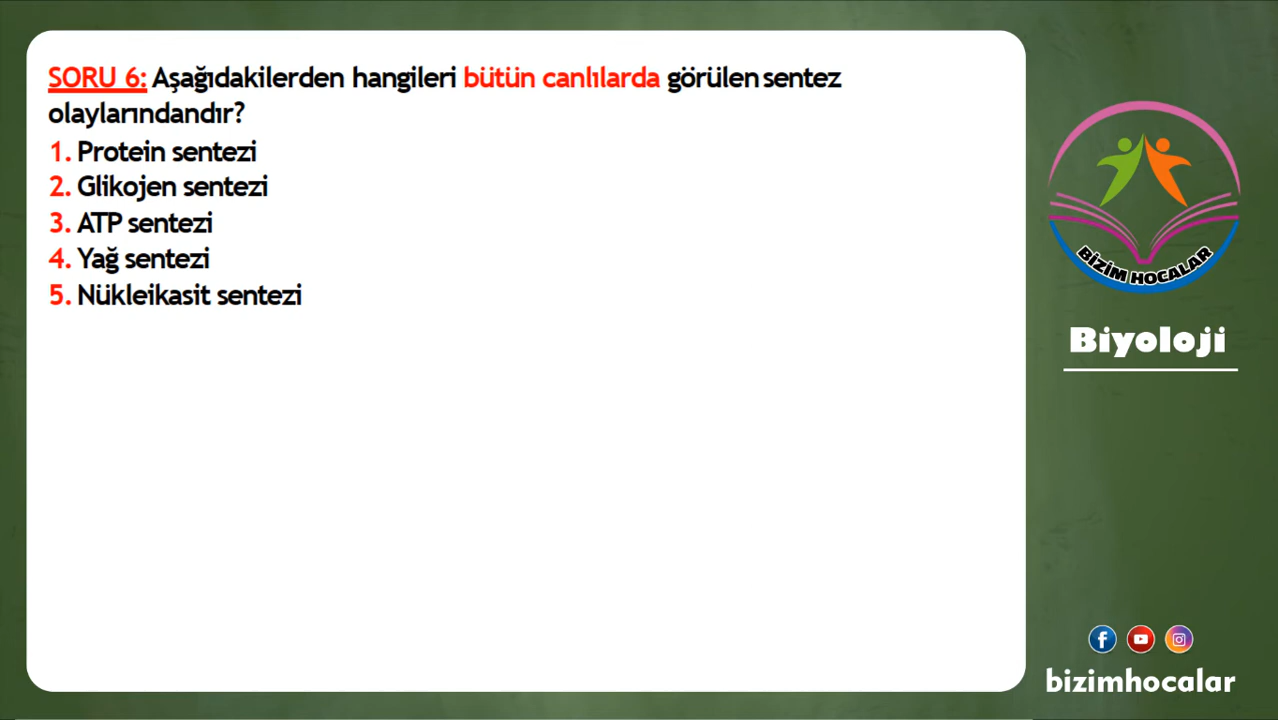 SORU 6: Aşağıdakilerden hangileri bütün canlılarda görülen sentez
olaylarındandır?
1. Protein sentezi
2. Glikojen sentezi
3. ATP sentezi
4. Yağ sentezi
5. Nükleikasit sentezi
BİZİM HOCALAR
Biyoloji
bizimhocalar